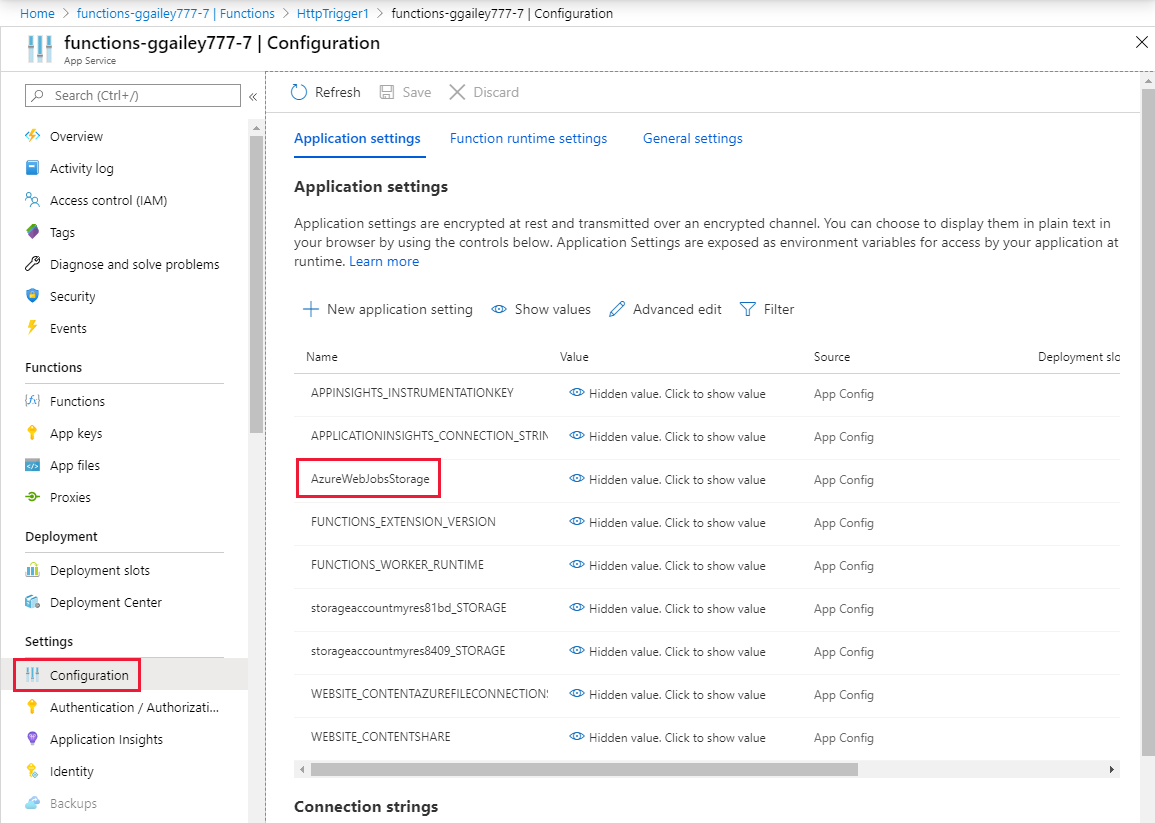 Home > functions-ggailey777-7 | Functions > HttpTrigger1 > functions-ggailey777-7 | Configuration
functions-ggailey777-7 | Configuration
App Service
Search (Ctrl+/)
«
Overview
Activity log
Access control (IAM)
Tags
Diagnose and solve problems
Security
Events
Functions
Functions
App keys
App files
Proxies
Deployment
Deployment slots
Deployment Center
Settings
Configuration
Authentication / Authorizati...
Application Insights
Identity
Backups
Refresh Save Discard
Application settings Function runtime settings General settings
Application settings
Application settings are encrypted at rest and transmitted over an encrypted channel. You can choose to display them in plain text in
your browser by using the controls below. Application Settings are exposed as environment variables for access by your application at
runtime. Learn more
New application setting Show values Advanced edit Filter
Name Value Source Deployment slo
APPINSIGHTS_INSTRUMENTATIONKEY Hidden value. Click to show value App Config
APPLICATIONINSIGHTS_CONNECTION_STRIN Hidden value. Click to show value App Config
AzureWebJobsStorage Hidden value. Click to show value App Config
FUNCTIONS_EXTENSION_VERSION Hidden value. Click to show value App Config
FUNCTIONS_WORKER_RUNTIME Hidden value. Click to show value App Config
storageaccountmyres81bd_STORAGE Hidden value. Click to show value App Config
storageaccountmyres8409_STORAGE Hidden value. Click to show value App Config
WEBSITE_CONTENTAZUREFILECONNECTIONS Hidden value. Click to show value App Config
WEBSITE_CONTENTSHARE Hidden value. Click to show value App Config
Connection strings